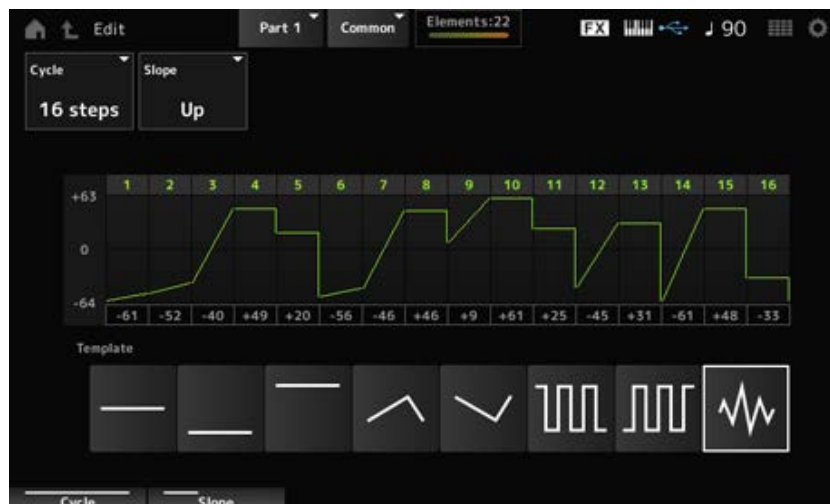 Edit Part 1 Common Elements:22 FX ♩ 90
Cycle Slope
16 steps Up
1 2 3 4 5 6 7 8 9 10 11 12 13 14 15 16
+63
0
-64
-61 -52 -40 +49 +20 -56 -46 +46 +9 +61 +25 -45 +31 -61 +48 -33
Template
Cycle Slope